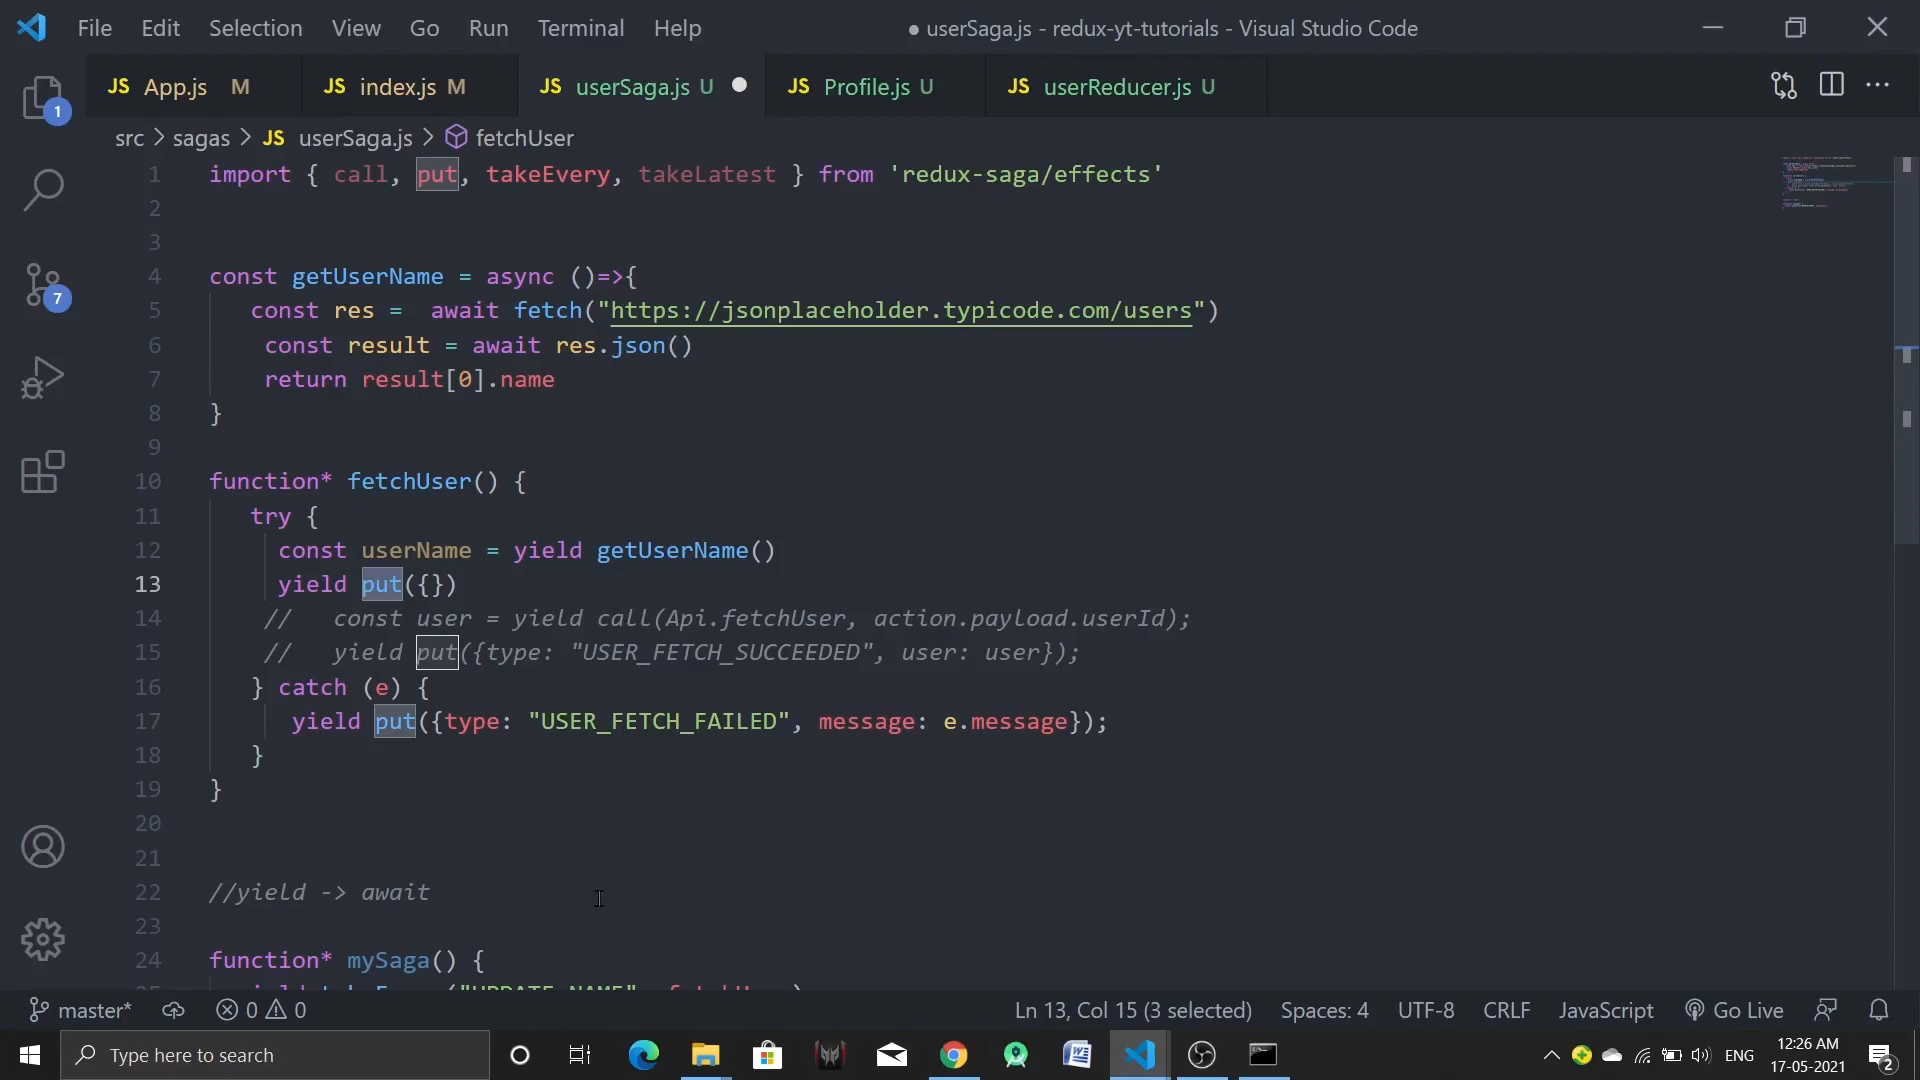 File Edit Selection View Go Run Terminal Help
● userSaga.js - redux-yt-tutorials - Visual Studio Code
JS App.js M JS index.js M JS userSaga.js U JS Profile.js U JS userReducer.js U
src > sagas > JS userSaga.js > fetchUser
1 import { call, put, takeEvery, takeLatest } from 'redux-saga/effects'
2
3
4 const getUserName = async ()=>{
5 const res = await fetch("https://jsonplaceholder.typicode.com/users")
6 const result = await res.json()
7 return result[0].name
8 }
9
10 function* fetchUser() {
11 try {
12 const userName = yield getUserName()
13 yield put({})
14 // const user = yield call(Api.fetchUser, action.payload.userId);
15 // yield put({type: "USER_FETCH_SUCCEEDED", user: user});
16 } catch (e) {
17 yield put({type: "USER_FETCH_FAILED", message: e.message});
18 }
19 }
20
21
22 //yield -> await
23
24 function* mySaga() {
1
7
master* 0 0 Ln 13, Col 15 (3 selected) Spaces: 4 UTF-8 CRLF JavaScript Go Live
Type here to search
ENG 12:26 AM
17-05-2021
2